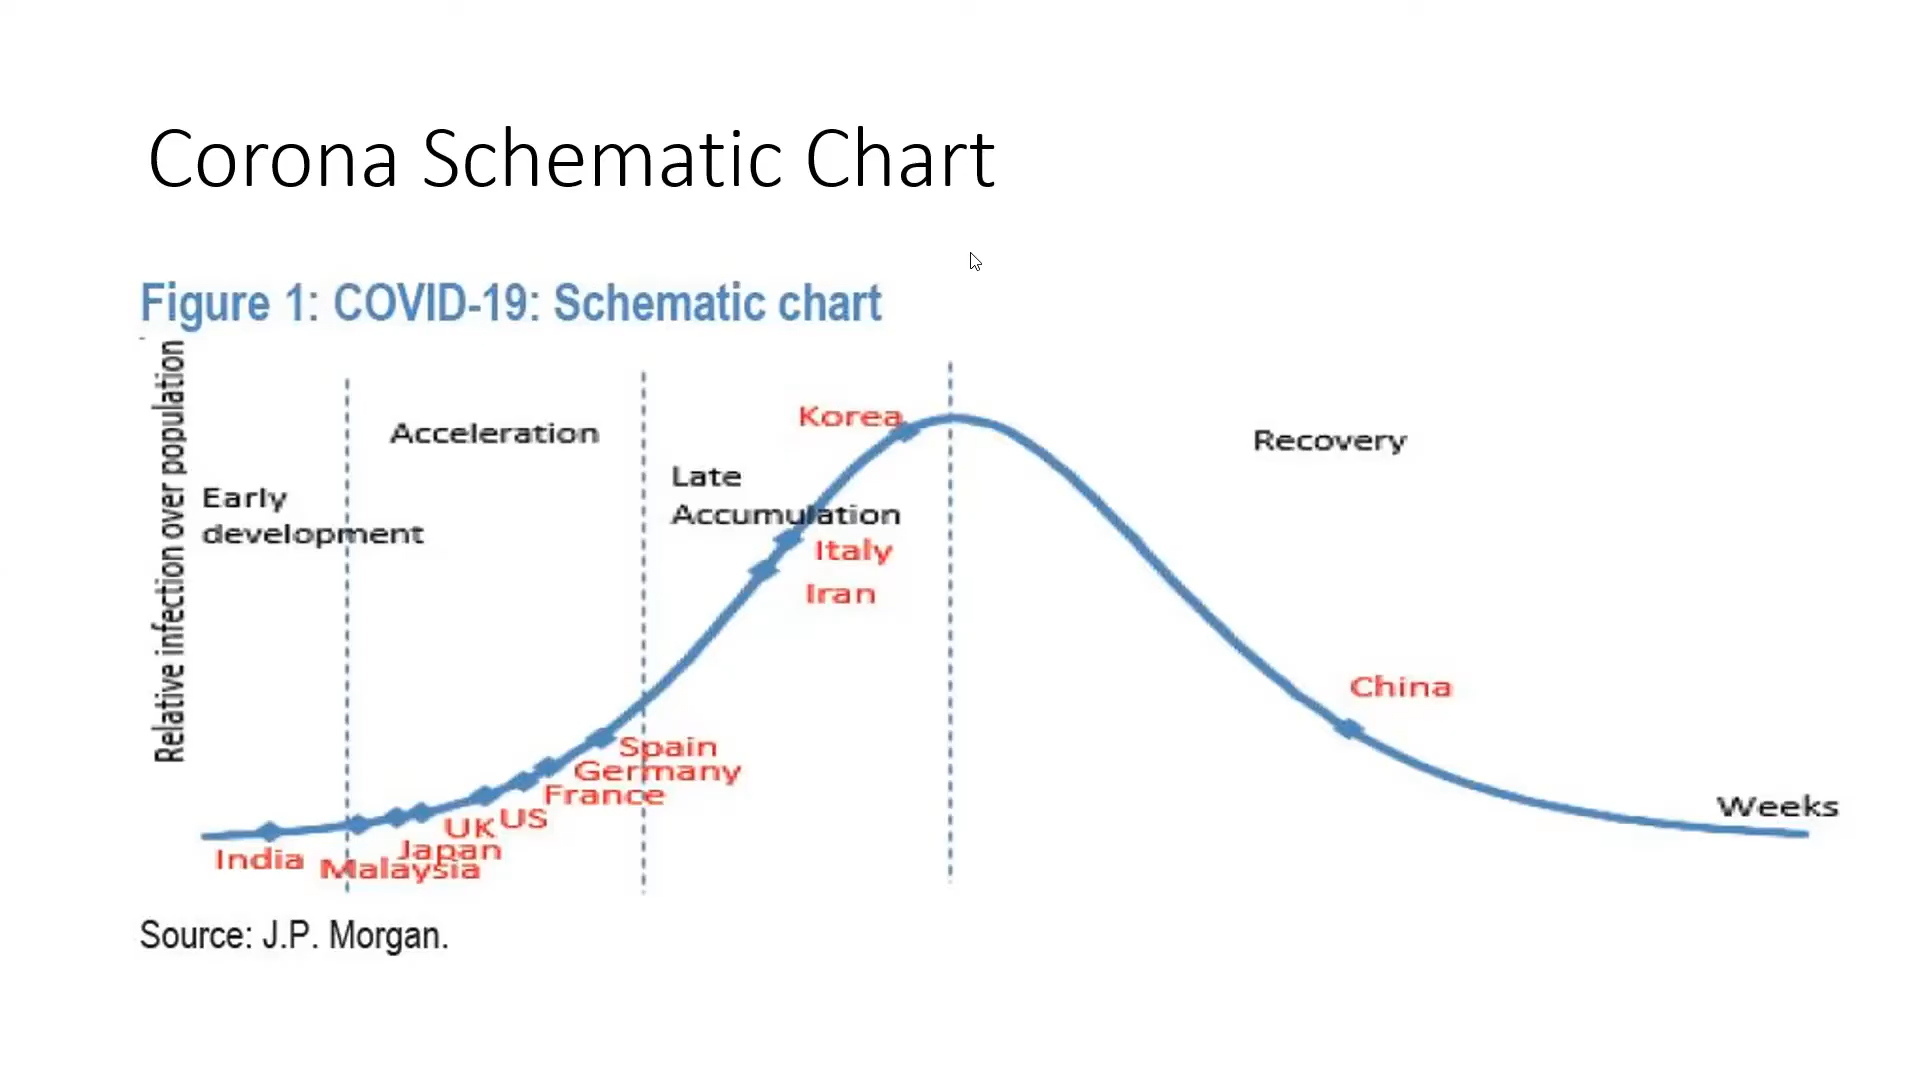 Corona Schematic Chart
Figure 1: COVID-19: Schematic chart
Relative infection over population
Early
development
Acceleration
Late
Accumulation
Recovery
Korea
Italy
Iran
China
Spain
Germany
France
US
UK
Japan
Malaysia
India
Weeks
Source: J.P. Morgan.